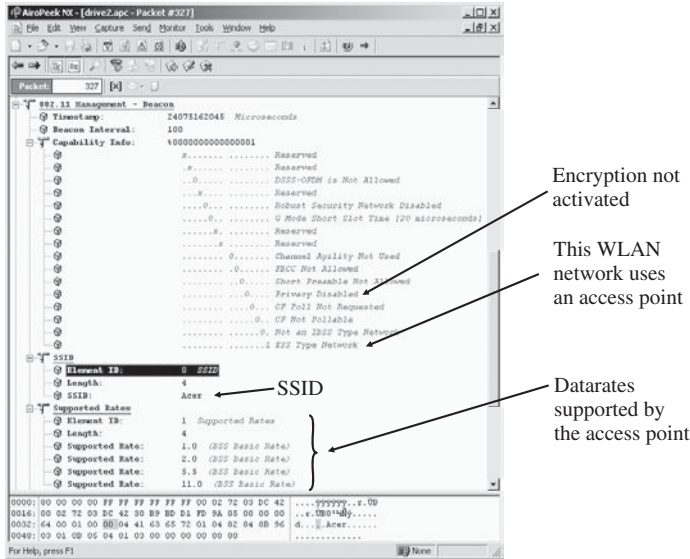 AiroPeek NX - [drive2.apc - Packet #327]
File Edit View Capture Send Monitor Tools Window Help
Packet: 327
802.11 Management - Beacon
Timestamp: 24075162045 Microseconds
Beacon Interval: 100
Capability Info: %0000000000000001
x....... ........ Reserved
.x...... ........ Reserved
..0..... ........ DSSS-OFDM is Not Allowed
...x.... ........ Reserved
....0... ........ Robust Security Network Disabled
.....0.. ........ G Mode Short Slot Time [20 microseconds]
......x. ........ Reserved
.......x ........ Reserved
........ 0....... Channel Agility Not Used
........ .0...... PBCC Not Allowed
........ ..0..... Short Preamble Not Allowed
........ ...0.... Privacy Disabled
........ ....0... CF Poll Not Requested
........ .....0.. CF Not Pollable
........ ......0. Not an IBSS Type Network
........ .......1 ESS Type Network
SSID
Element ID: 0 SSID
Length: 4
SSID: Acer
Supported Rates
Element ID: 1 Supported Rates
Length: 4
Supported Rate: 1.0 (BSS Basic Rate)
Supported Rate: 2.0 (BSS Basic Rate)
Supported Rate: 5.5 (BSS Basic Rate)
Supported Rate: 11.0 (BSS Basic Rate)
0000: 00 00 00 00 FF FF FF FF FF FF 00 02 72 03 DC 42 ....ÿÿÿÿÿÿ..r.ÜB
0016: 00 02 72 03 DC 42 30 B9 BD D1 FD 9A 05 00 00 00
0032: 64 00 01 00 00 04 41 63 65 72 01 04 82 84 0B 96
0048: 03 01 0B 05 04 01 03 00 00 00 00 00 00
For Help, press F1
None
Encryption not
activated
This WLAN
network uses
an access point
SSID
Datarates
supported by
the access point